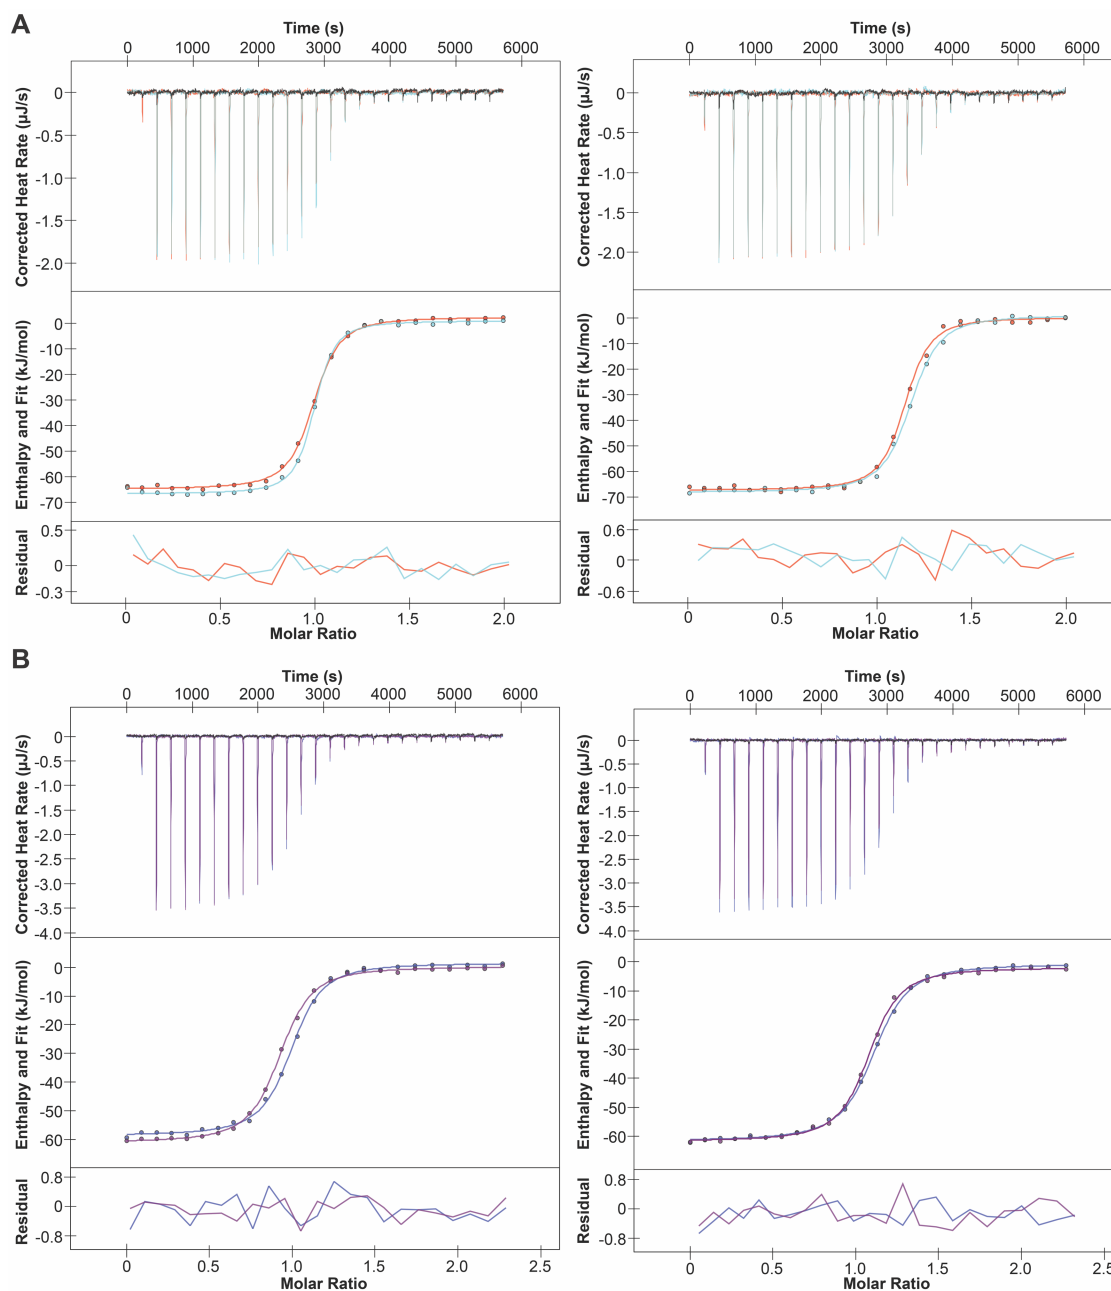 A
Time (s)
0 1000 2000 3000 4000 5000 6000
Corrected Heat Rate (µJ/s)
0
-0.5
-1.0
-1.5
-2.0
Enthalpy and Fit (kJ/mol)
0
-10
-20
-30
-40
-50
-60
-70
Residual
0.5
0
-0.3
0 0.5 1.0 1.5 2.0
Molar Ratio
Time (s)
0 1000 2000 3000 4000 5000 6000
Corrected Heat Rate (µJ/s)
0
-0.5
-1.0
-1.5
-2.0
Enthalpy and Fit (kJ/mol)
0
-10
-20
-30
-40
-50
-60
-70
Residual
0.6
0
-0.6
0 0.5 1.0 1.5 2.0
Molar Ratio
B
Time (s)
0 1000 2000 3000 4000 5000 6000
Corrected Heat Rate (µJ/s)
0
-0.5
-1.0
-1.5
-2.0
-2.5
-3.0
-3.5
-4.0
Enthalpy and Fit (kJ/mol)
0
-10
-20
-30
-40
-50
-60
Residual
0.8
0
-0.8
0 0.5 1.0 1.5 2.0 2.5
Molar Ratio
Time (s)
0 1000 2000 3000 4000 5000 6000
Corrected Heat Rate (µJ/s)
0
-0.5
-1.0
-1.5
-2.0
-2.5
-3.0
-3.5
-4.0
Enthalpy and Fit (kJ/mol)
0
-10
-20
-30
-40
-50
-60
Residual
0.8
0
-0.8
0 0.5 1.0 1.5 2.0 2.5
Molar Ratio